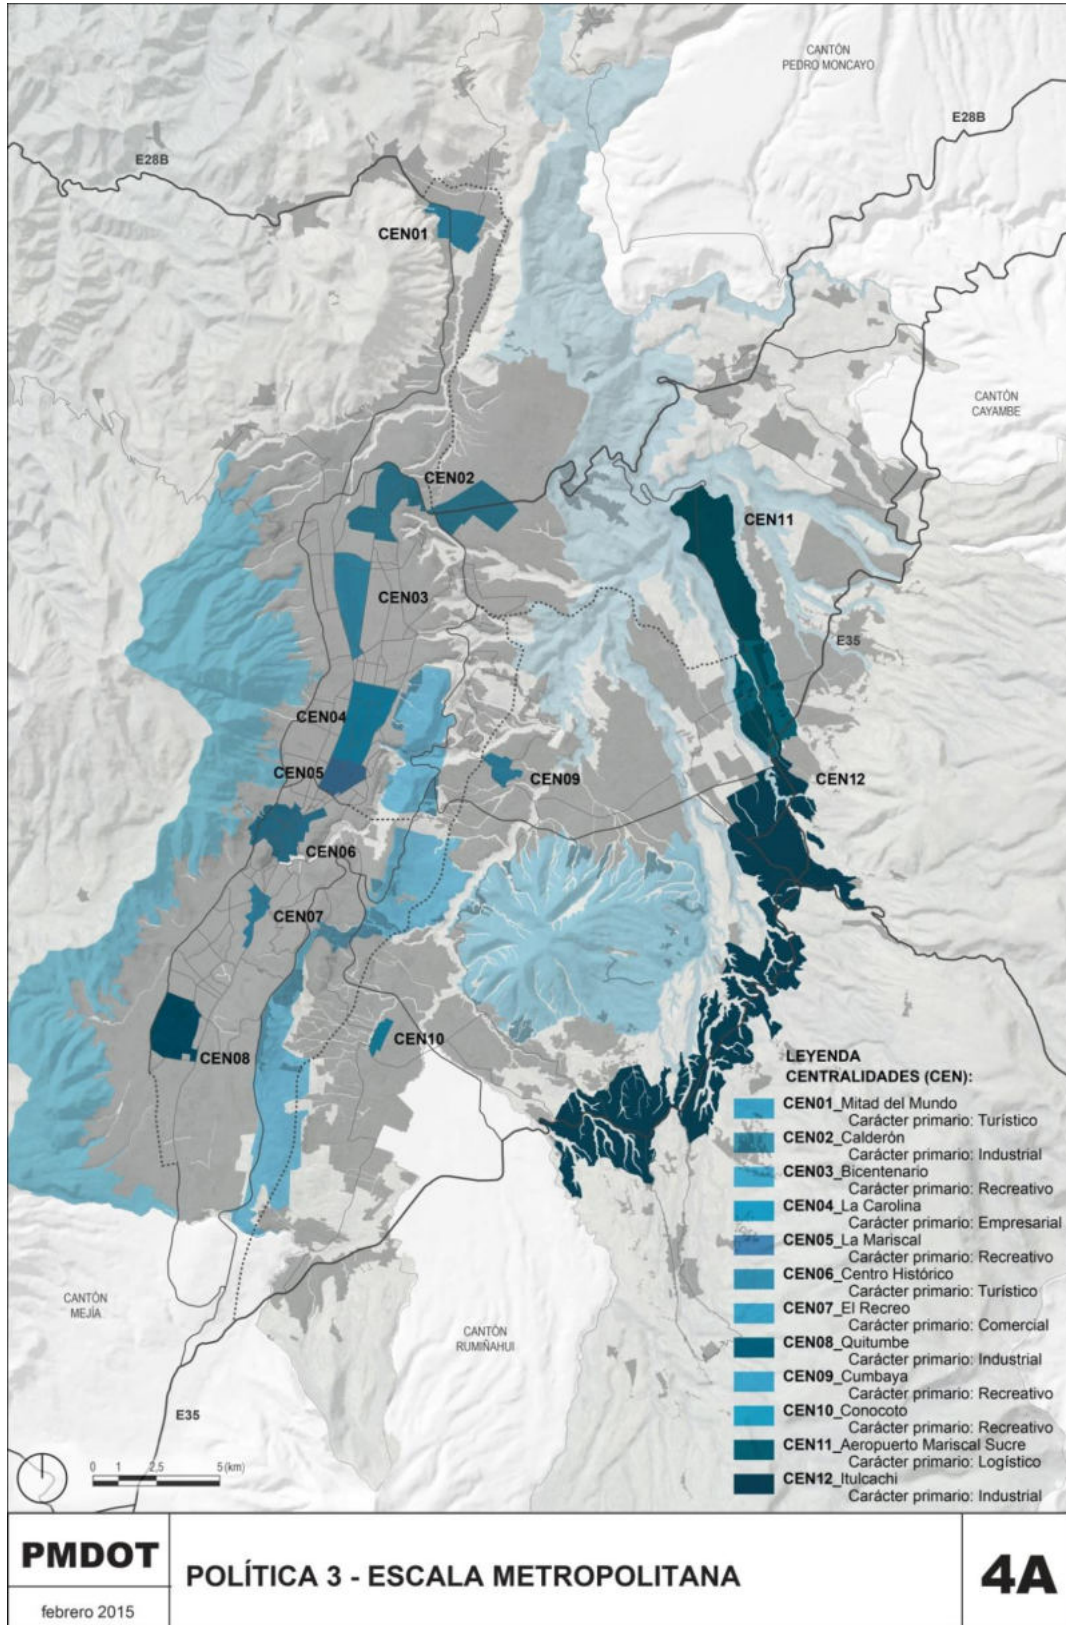 CANTÓN
PEDRO MONCAYO
E28B
E28B
CEN01
CANTÓN
CAYAMBE
CEN02
CEN11
CEN03
E35
CEN04
CEN05
CEN09
CEN12
CEN06
CEN07
CEN10
CEN08
LEYENDA
CENTRALIDADES (CEN):
CEN01_Mitad del Mundo
Carácter primario: Turístico
CEN02_Calderón
Carácter primario: Industrial
CEN03_Bicentenario
Carácter primario: Recreativo
CEN04_La Carolina
Carácter primario: Empresarial
CEN05_La Mariscal
Carácter primario: Recreativo
CEN06_Centro Histórico
Carácter primario: Turístico
CEN07_El Recreo
Carácter primario: Comercial
CEN08_Quitumbe
Carácter primario: Industrial
CEN09_Cumbaya
Carácter primario: Recreativo
CEN10_Conocoto
Carácter primario: Recreativo
CEN11_Aeropuerto Mariscal Sucre
Carácter primario: Logístico
CEN12_Itulcachi
Carácter primario: Industrial
CANTÓN
MEJÍA
CANTÓN
RUMIÑAHUI
E35
0 1 2,5 5 (km)
PMDOT
febrero 2015
POLÍTICA 3 - ESCALA METROPOLITANA
4A